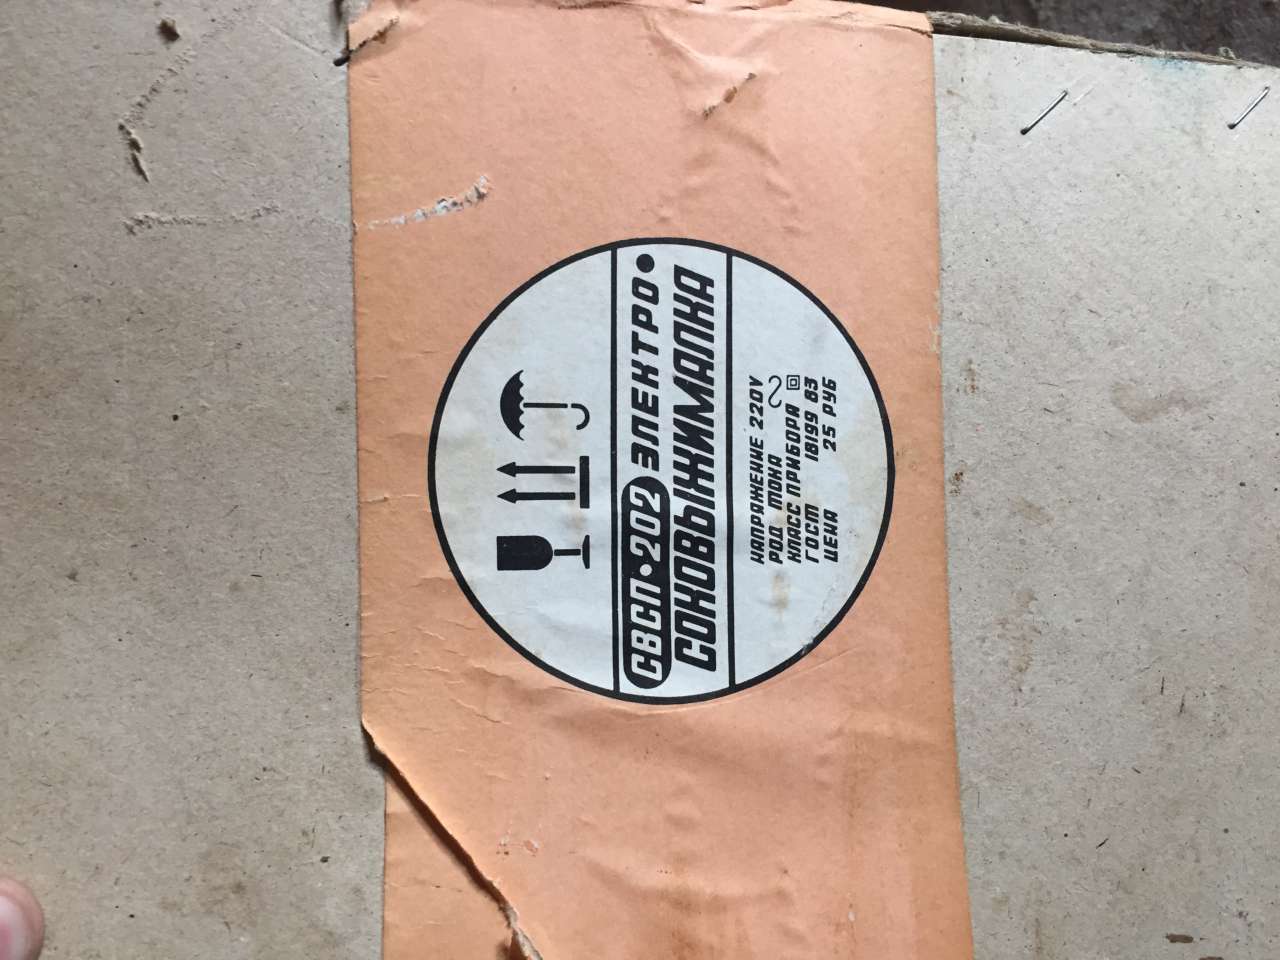 СВСП•202 ЭЛЕКТРО•
СОКОВЫЖИМАЛКА
НАПРЯЖЕНИЕ 220V
РОД ТОКА
КЛАСС ПРИБОРА
ГОСТ 18199 83
ЦЕНА 25 РУБ